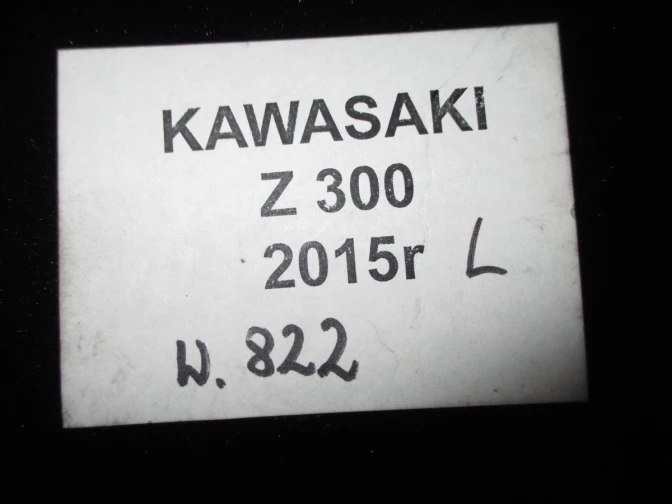 KAWASAKI
Z 300
2015r L
W. 822